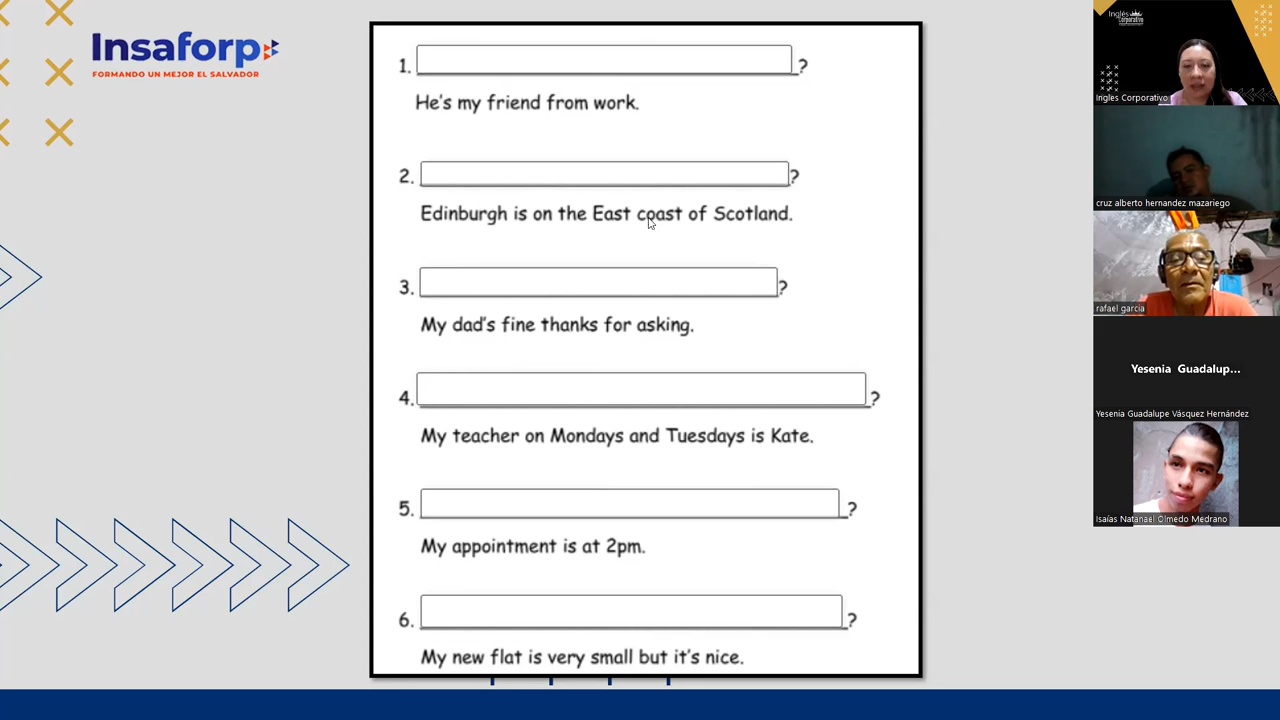 Insaforp
FORMANDO UN MEJOR EL SALVADOR
1. ?
He's my friend from work.
2. ?
Edinburgh is on the East coast of Scotland.
3. ?
My dad's fine thanks for asking.
4. ?
My teacher on Mondays and Tuesdays is Kate.
5. ?
My appointment is at 2pm.
6. ?
My new flat is very small but it's nice.
Inglés
Corporativo
Ingles Corporativo
cruz alberto hernandez mazariego
rafael garcia
Yesenia Guadalup...
Yesenia Guadalupe Vásquez Hernández
Isaías Natanael Olmedo Medrano